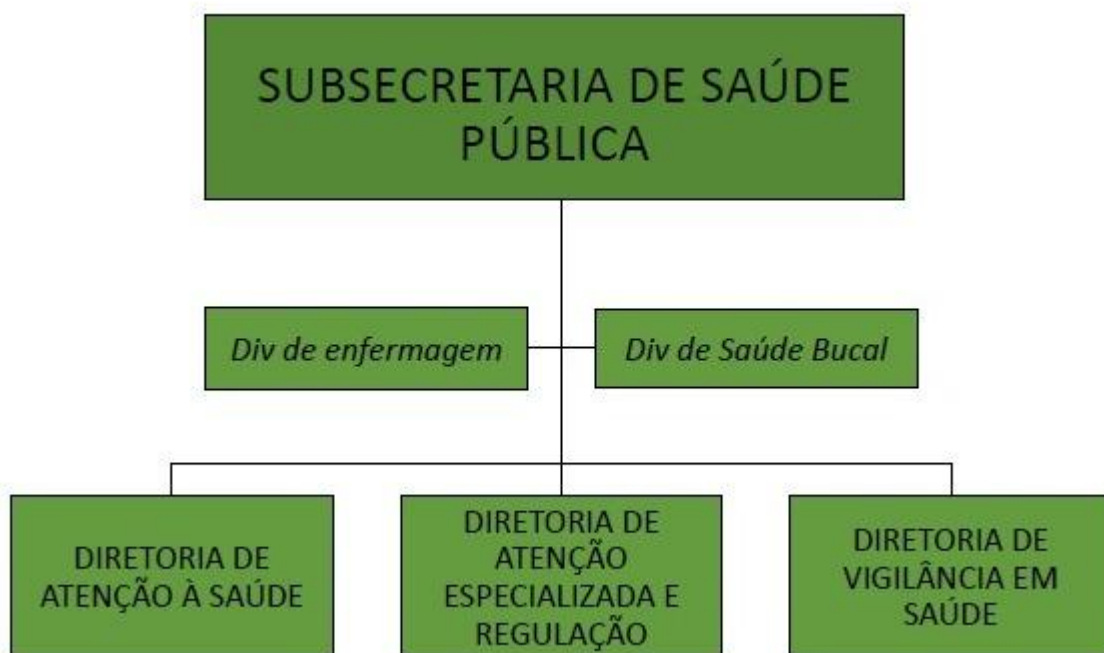 SUBSECRETARIA DE SAÚDE
PÚBLICA
Div de enfermagem
Div de Saúde Bucal
DIRETORIA DE
ATENÇÃO À SAÚDE
DIRETORIA DE
ATENÇÃO
ESPECIALIZADA E
REGULAÇÃO
DIRETORIA DE
VIGILÂNCIA EM
SAÚDE